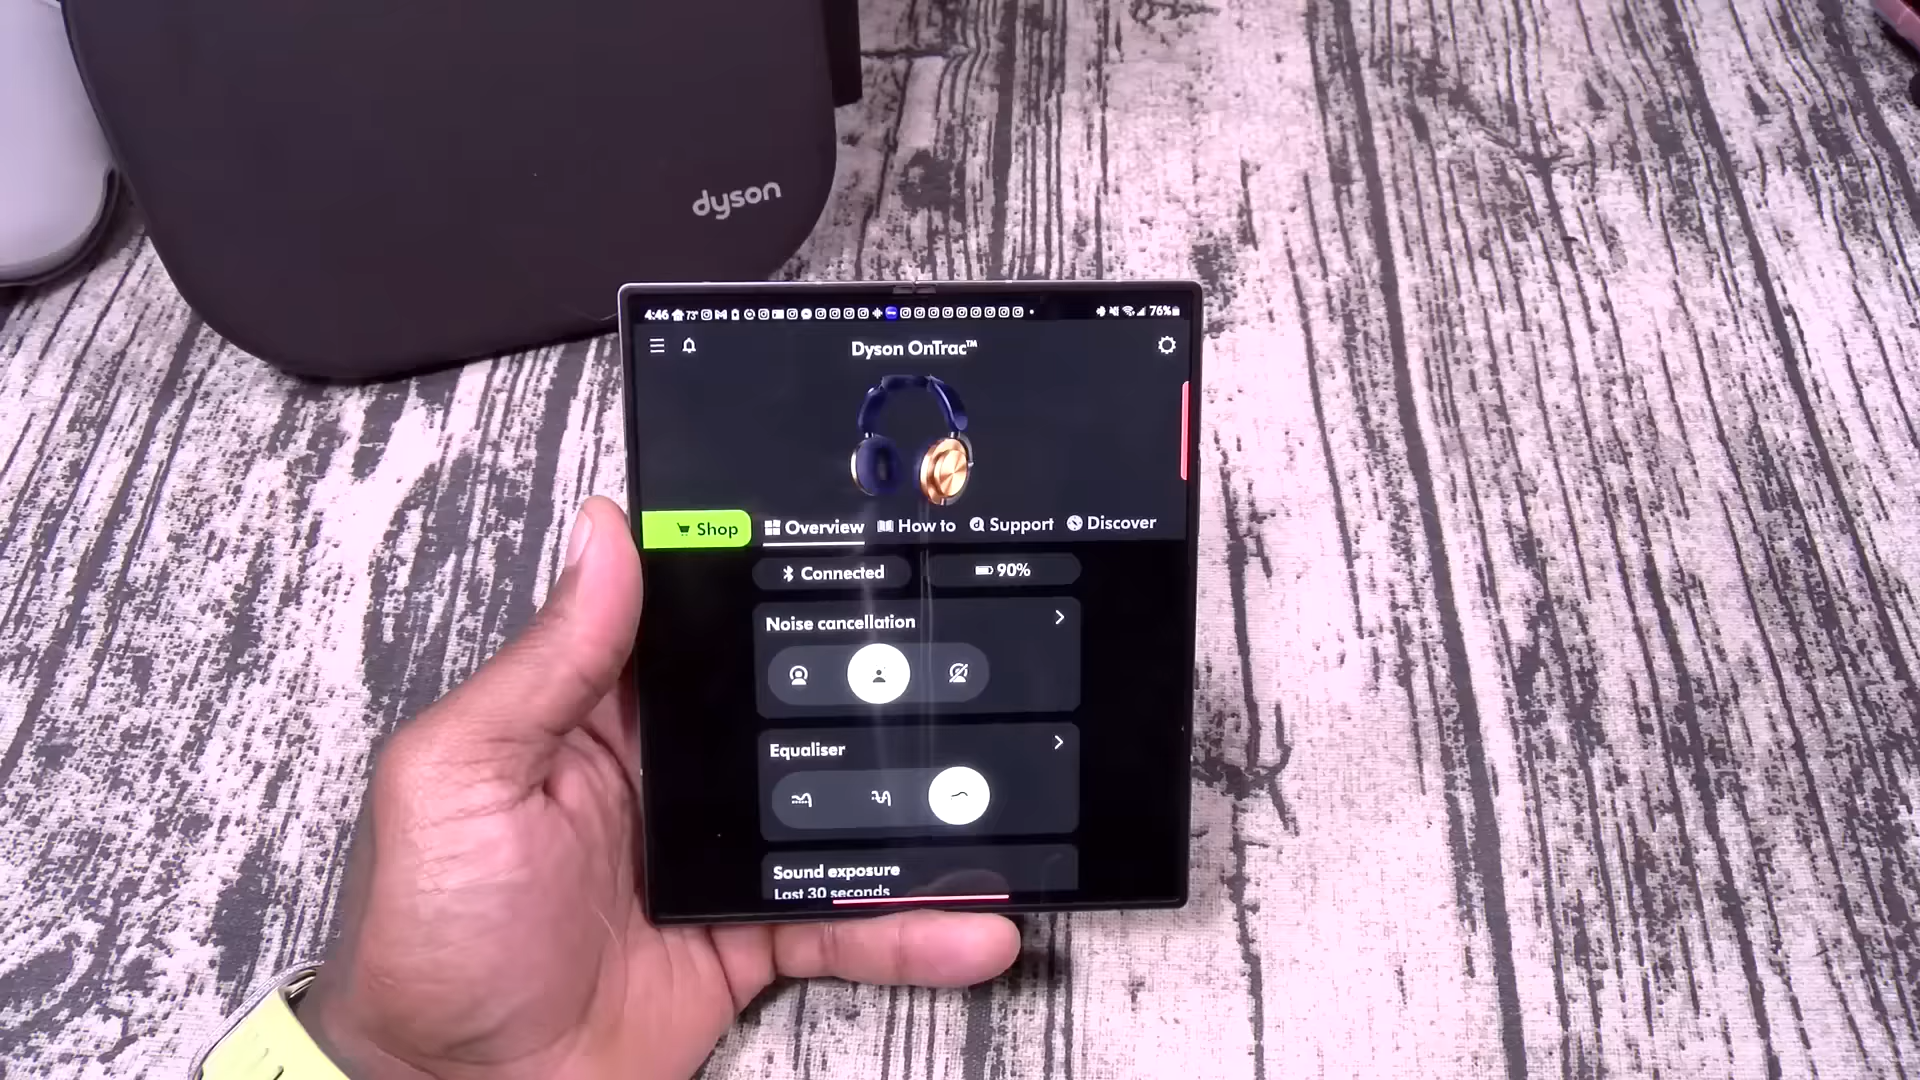 dyson
4:46 73° 76%
Dyson OnTrac™
Shop Overview How to Support Discover
Connected 90%
Noise cancellation
Equaliser
Sound exposure
Last 30 seconds